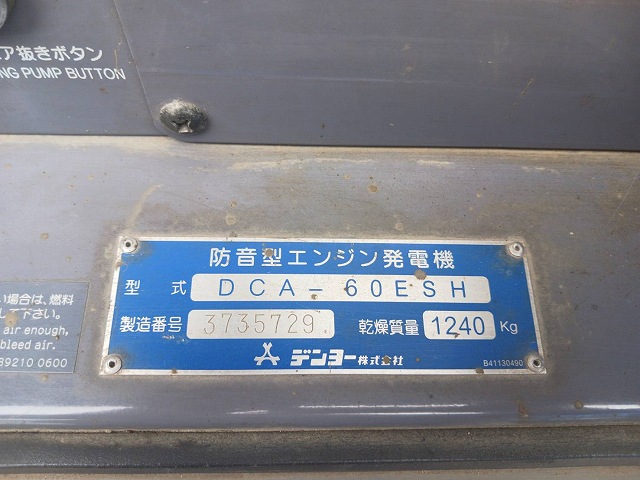 ア抜きボタン
NG PUMP BUTTON
防音型エンジン発電機
型式 DCA-60ESH
製造番号 3735729 乾燥質量 1240 Kg
デンヨー株式会社
B41130490
い場合は、燃料
して下さい。
air enough,
bleed air.
89210 0600